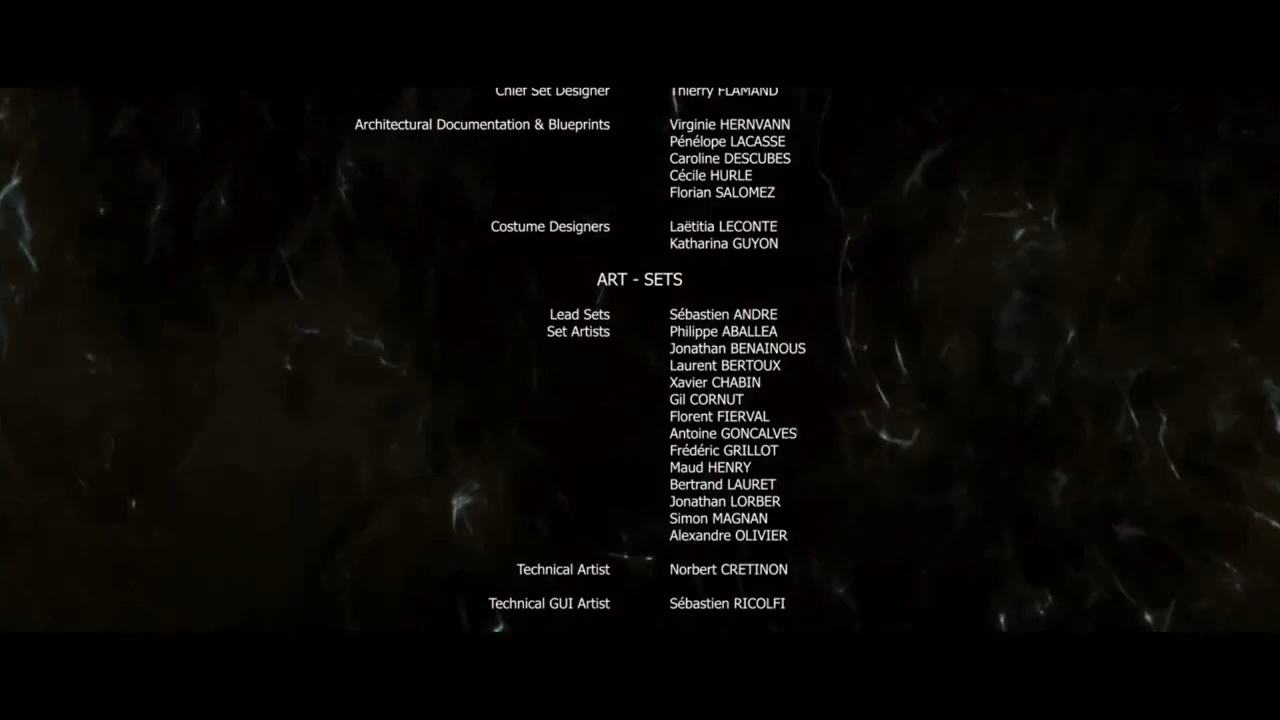 Chief Set Designer Thierry FLAMAND
Architectural Documentation & Blueprints Virginie HERNVANN
Pénélope LACASSE
Caroline DESCUBES
Cécile HURLE
Florian SALOMEZ
Costume Designers Laëtitia LECONTE
Katharina GUYON
ART - SETS
Lead Sets Sébastien ANDRE
Set Artists Philippe ABALLEA
Jonathan BENAINOUS
Laurent BERTOUX
Xavier CHABIN
Gil CORNUT
Florent FIERVAL
Antoine GONCALVES
Frédéric GRILLOT
Maud HENRY
Bertrand LAURET
Jonathan LORBER
Simon MAGNAN
Alexandre OLIVIER
Technical Artist Norbert CRETINON
Technical GUI Artist Sébastien RICOLFI